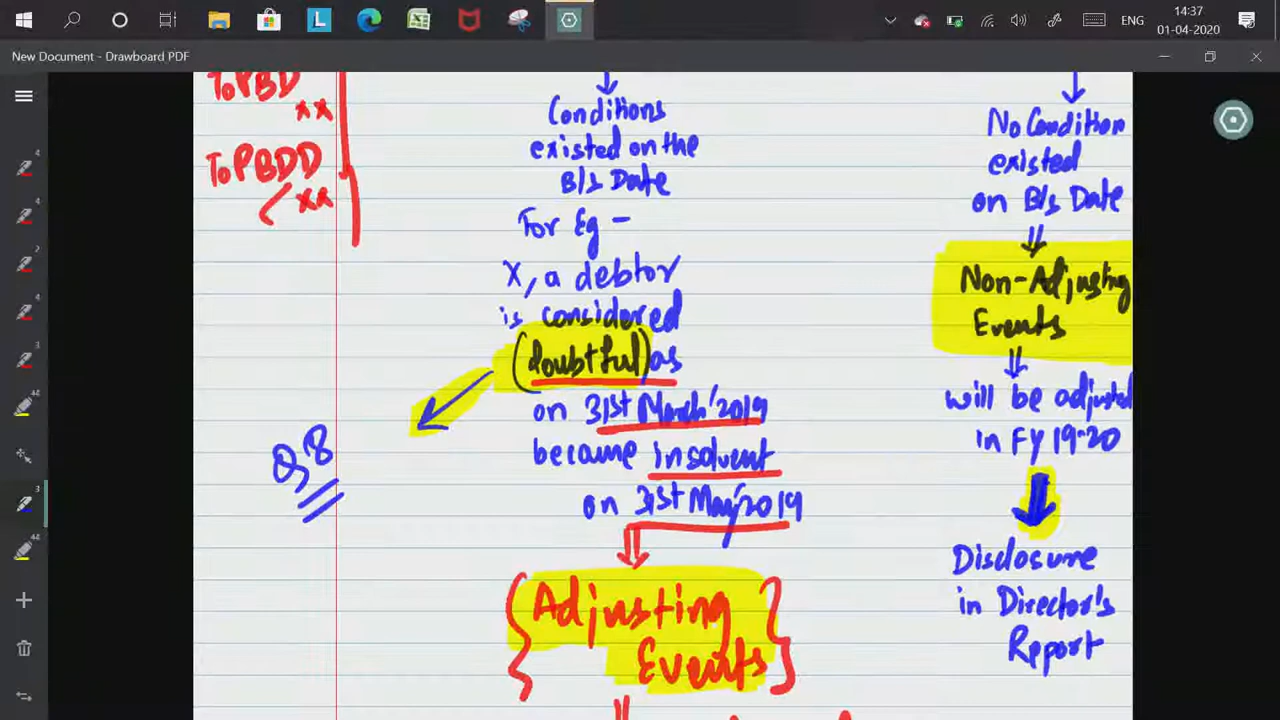 14:37
ENG
01-04-2020
New Document - Drawboard PDF
To PBD
xx
To PBDD
xx
Conditions
existed on the
B/s Date
For Eg -
X, a debtor
is considered
(doubtful) as
on 31st March'2019
became insolvent
on 31st May'2019
{Adjusting
Events}
Q,8
No Condition
existed
on B/s Date
Non-Adjusting
Events
will be adjusted
in FY 19-20
Disclosure
in Director's
Report